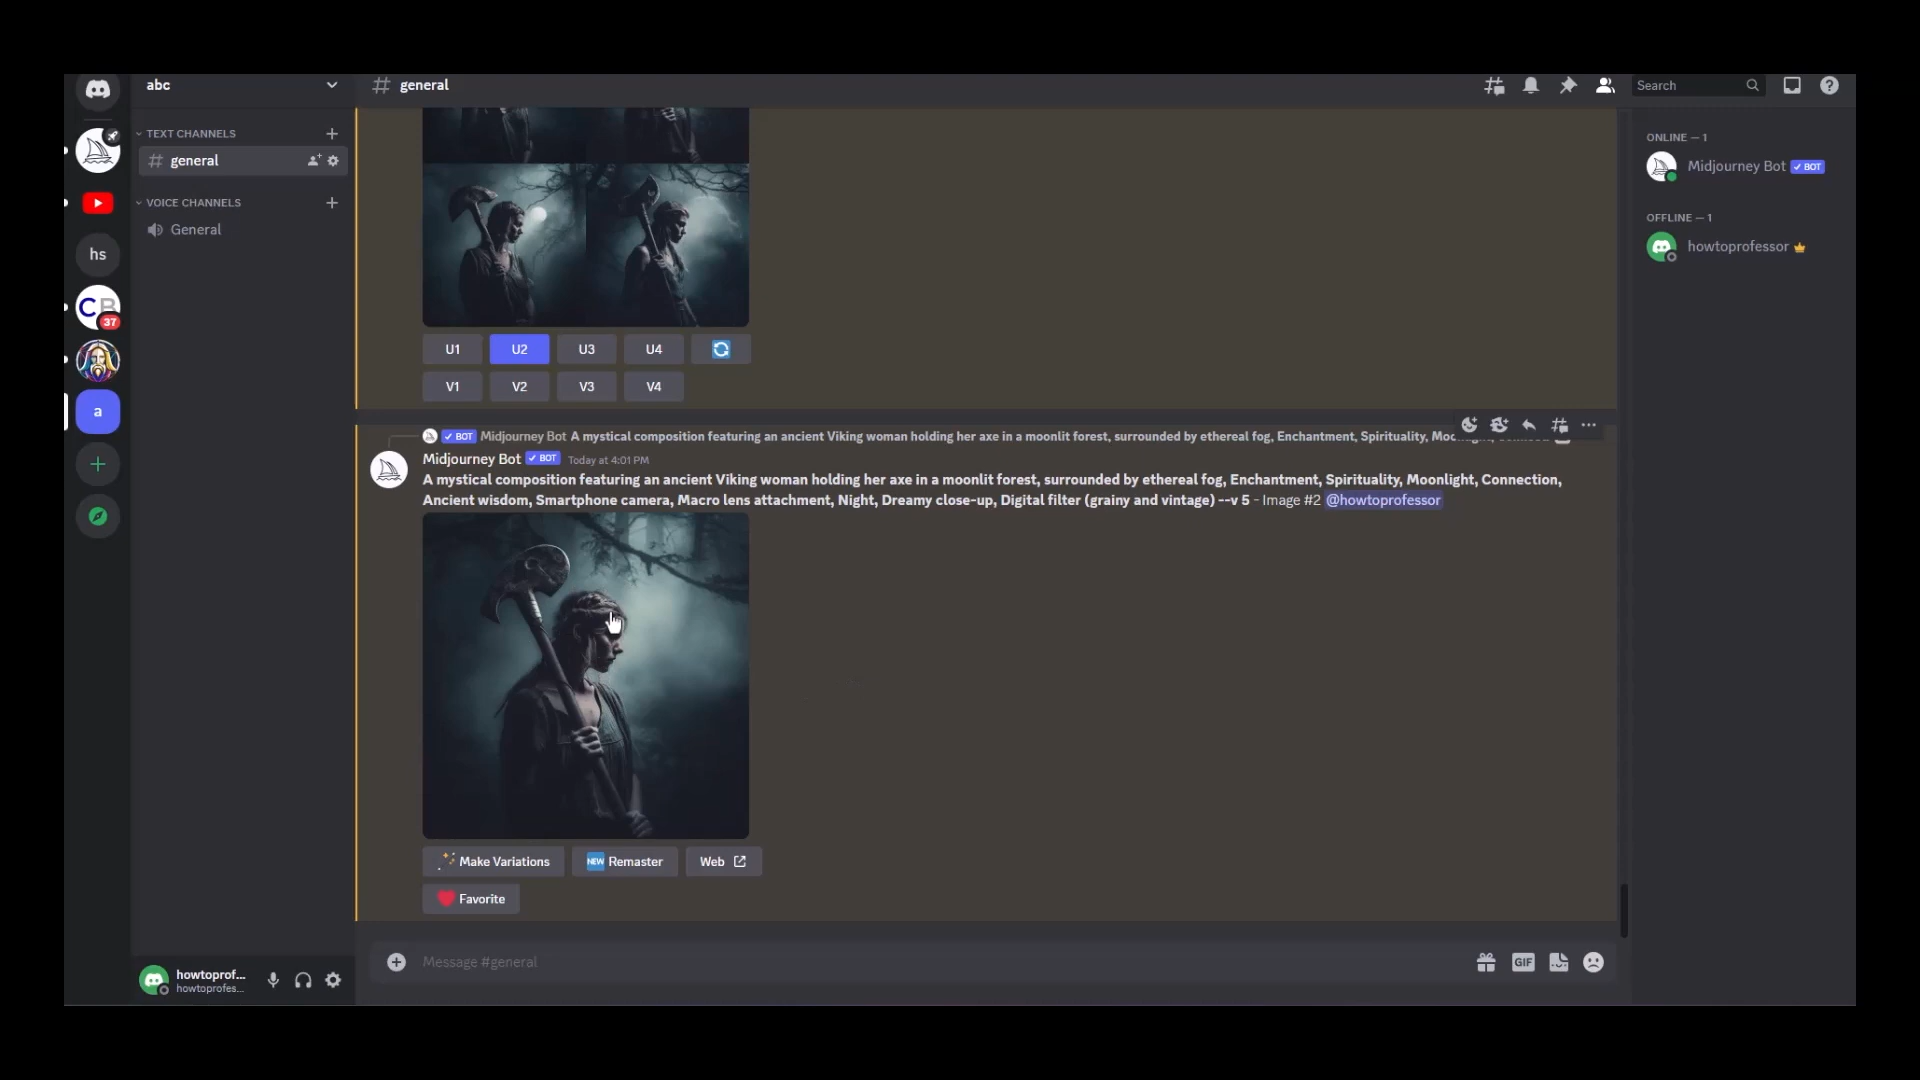 abc
# general
Search
TEXT CHANNELS
# general
VOICE CHANNELS
General
hs
CB
37
a
U1 U2 U3 U4
V1 V2 V3 V4
BOT Midjourney Bot A mystical composition featuring an ancient Viking woman holding her axe in a moonlit forest, surrounded by ethereal fog, Enchantment, Spirituality,
Midjourney Bot BOT Today at 4:01 PM
A mystical composition featuring an ancient Viking woman holding her axe in a moonlit forest, surrounded by ethereal fog, Enchantment, Spirituality, Moonlight, Connection,
Ancient wisdom, Smartphone camera, Macro lens attachment, Night, Dreamy close-up, Digital filter (grainy and vintage) --v 5 - Image #2 @howtoprofessor
Make Variations
NEW Remaster
Web
Favorite
Message #general
GIF
howtoprof...
howtoprofes...
ONLINE — 1
Midjourney Bot BOT
OFFLINE — 1
howtoprofessor